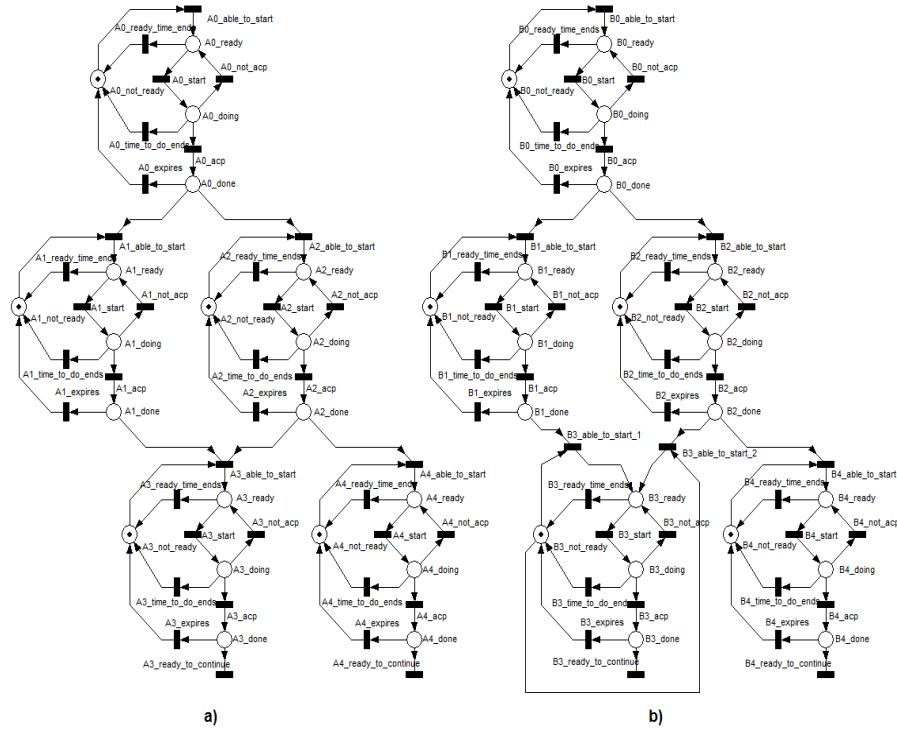 A0_able_to_start
A0_ready_time_ends
A0_ready
A0_start
A0_not_acp
A0_not_ready
A0_doing
A0_time_to_do_ends
A0_acp
A0_expires
A0_done
A1_able_to_start
A1_ready_time_ends
A1_ready
A1_start
A1_not_acp
A1_not_ready
A1_doing
A1_time_to_do_ends
A1_acp
A1_expires
A1_done
A2_able_to_start
A2_ready_time_ends
A2_ready
A2_start
A2_not_acp
A2_not_ready
A2_doing
A2_time_to_do_ends
A2_acp
A2_expires
A2_done
A3_able_to_start
A3_ready_time_ends
A3_ready
A3_start
A3_not_acp
A3_not_ready
A3_doing
A3_time_to_do_ends
A3_acp
A3_expires
A3_done
A3_ready_to_continue
A4_able_to_start
A4_ready_time_ends
A4_ready
A4_start
A4_not_acp
A4_not_ready
A4_doing
A4_time_to_do_ends
A4_acp
A4_expires
A4_done
A4_ready_to_continue
a)
B0_able_to_start
B0_ready_time_ends
B0_ready
B0_start
B0_not_acp
B0_not_ready
B0_doing
B0_time_to_do_ends
B0_acp
B0_expires
B0_done
B1_able_to_start
B1_ready_time_ends
B1_ready
B1_start
B1_not_acp
B1_not_ready
B1_doing
B1_time_to_do_ends
B1_acp
B1_expires
B1_done
B2_able_to_start
B2_ready_time_ends
B2_ready
B2_start
B2_not_acp
B2_not_ready
B2_doing
B2_time_to_do_ends
B2_acp
B2_expires
B2_done
B3_able_to_start_1
B3_able_to_start_2
B3_ready_time_ends
B3_ready
B3_start
B3_not_acp
B3_not_ready
B3_doing
B3_time_to_do_ends
B3_acp
B3_expires
B3_done
B3_ready_to_continue
B4_able_to_start
B4_ready_time_ends
B4_ready
B4_start
B4_not_acp
B4_not_ready
B4_doing
B4_time_to_do_ends
B4_acp
B4_expires
B4_done
B4_ready_to_continue
b)